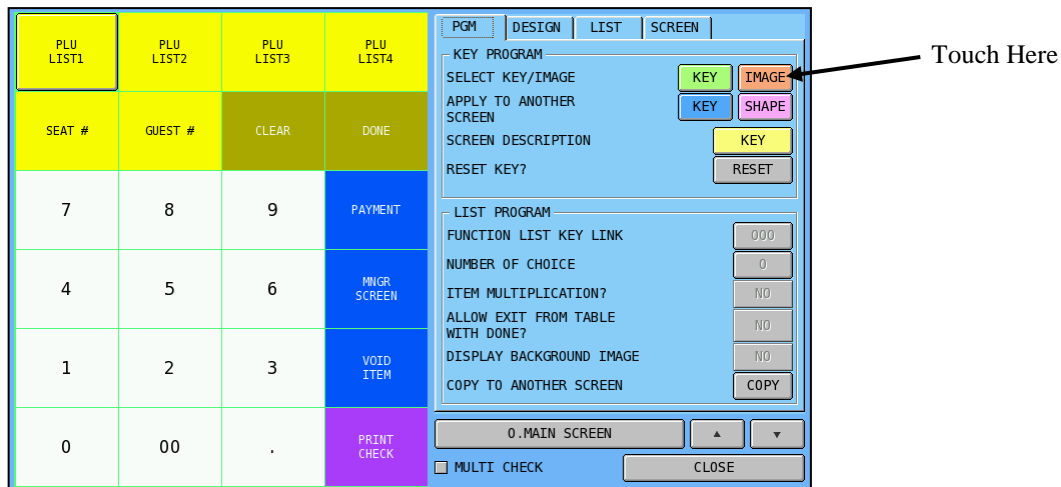 PLU
LIST1
PLU
LIST2
PLU
LIST3
PLU
LIST4
SEAT #
GUEST #
CLEAR
DONE
7
8
9
PAYMENT
4
5
6
MNGR
SCREEN
1
2
3
VOID
ITEM
0
00
.
PRINT
CHECK
PGM DESIGN LIST SCREEN
KEY PROGRAM
SELECT KEY/IMAGE KEY IMAGE
APPLY TO ANOTHER
SCREEN KEY SHAPE
SCREEN DESCRIPTION KEY
RESET KEY? RESET
LIST PROGRAM
FUNCTION LIST KEY LINK 000
NUMBER OF CHOICE 0
ITEM MULTIPLICATION? NO
ALLOW EXIT FROM TABLE
WITH DONE? NO
DISPLAY BACKGROUND IMAGE NO
COPY TO ANOTHER SCREEN COPY
0.MAIN SCREEN ▲ ▼
MULTI CHECK CLOSE
Touch Here